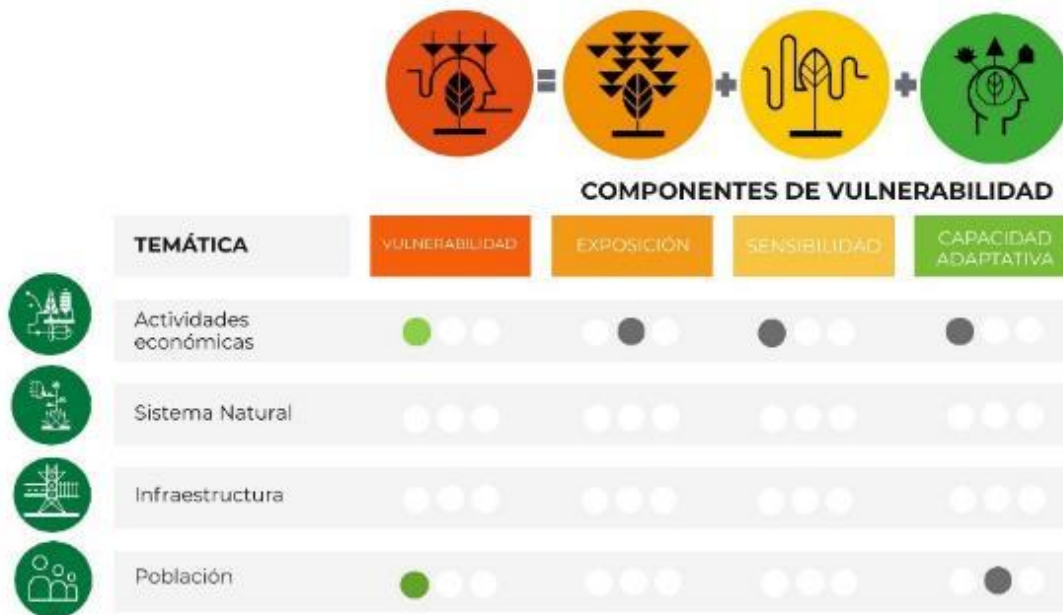 COMPONENTES DE VULNERABILIDAD
TEMÁTICA
VULNERABILIDAD
EXPOSICIÓN
SENSIBILIDAD
CAPACIDAD
ADAPTATIVA
Actividades
económicas
Sistema Natural
Infraestructura
Población